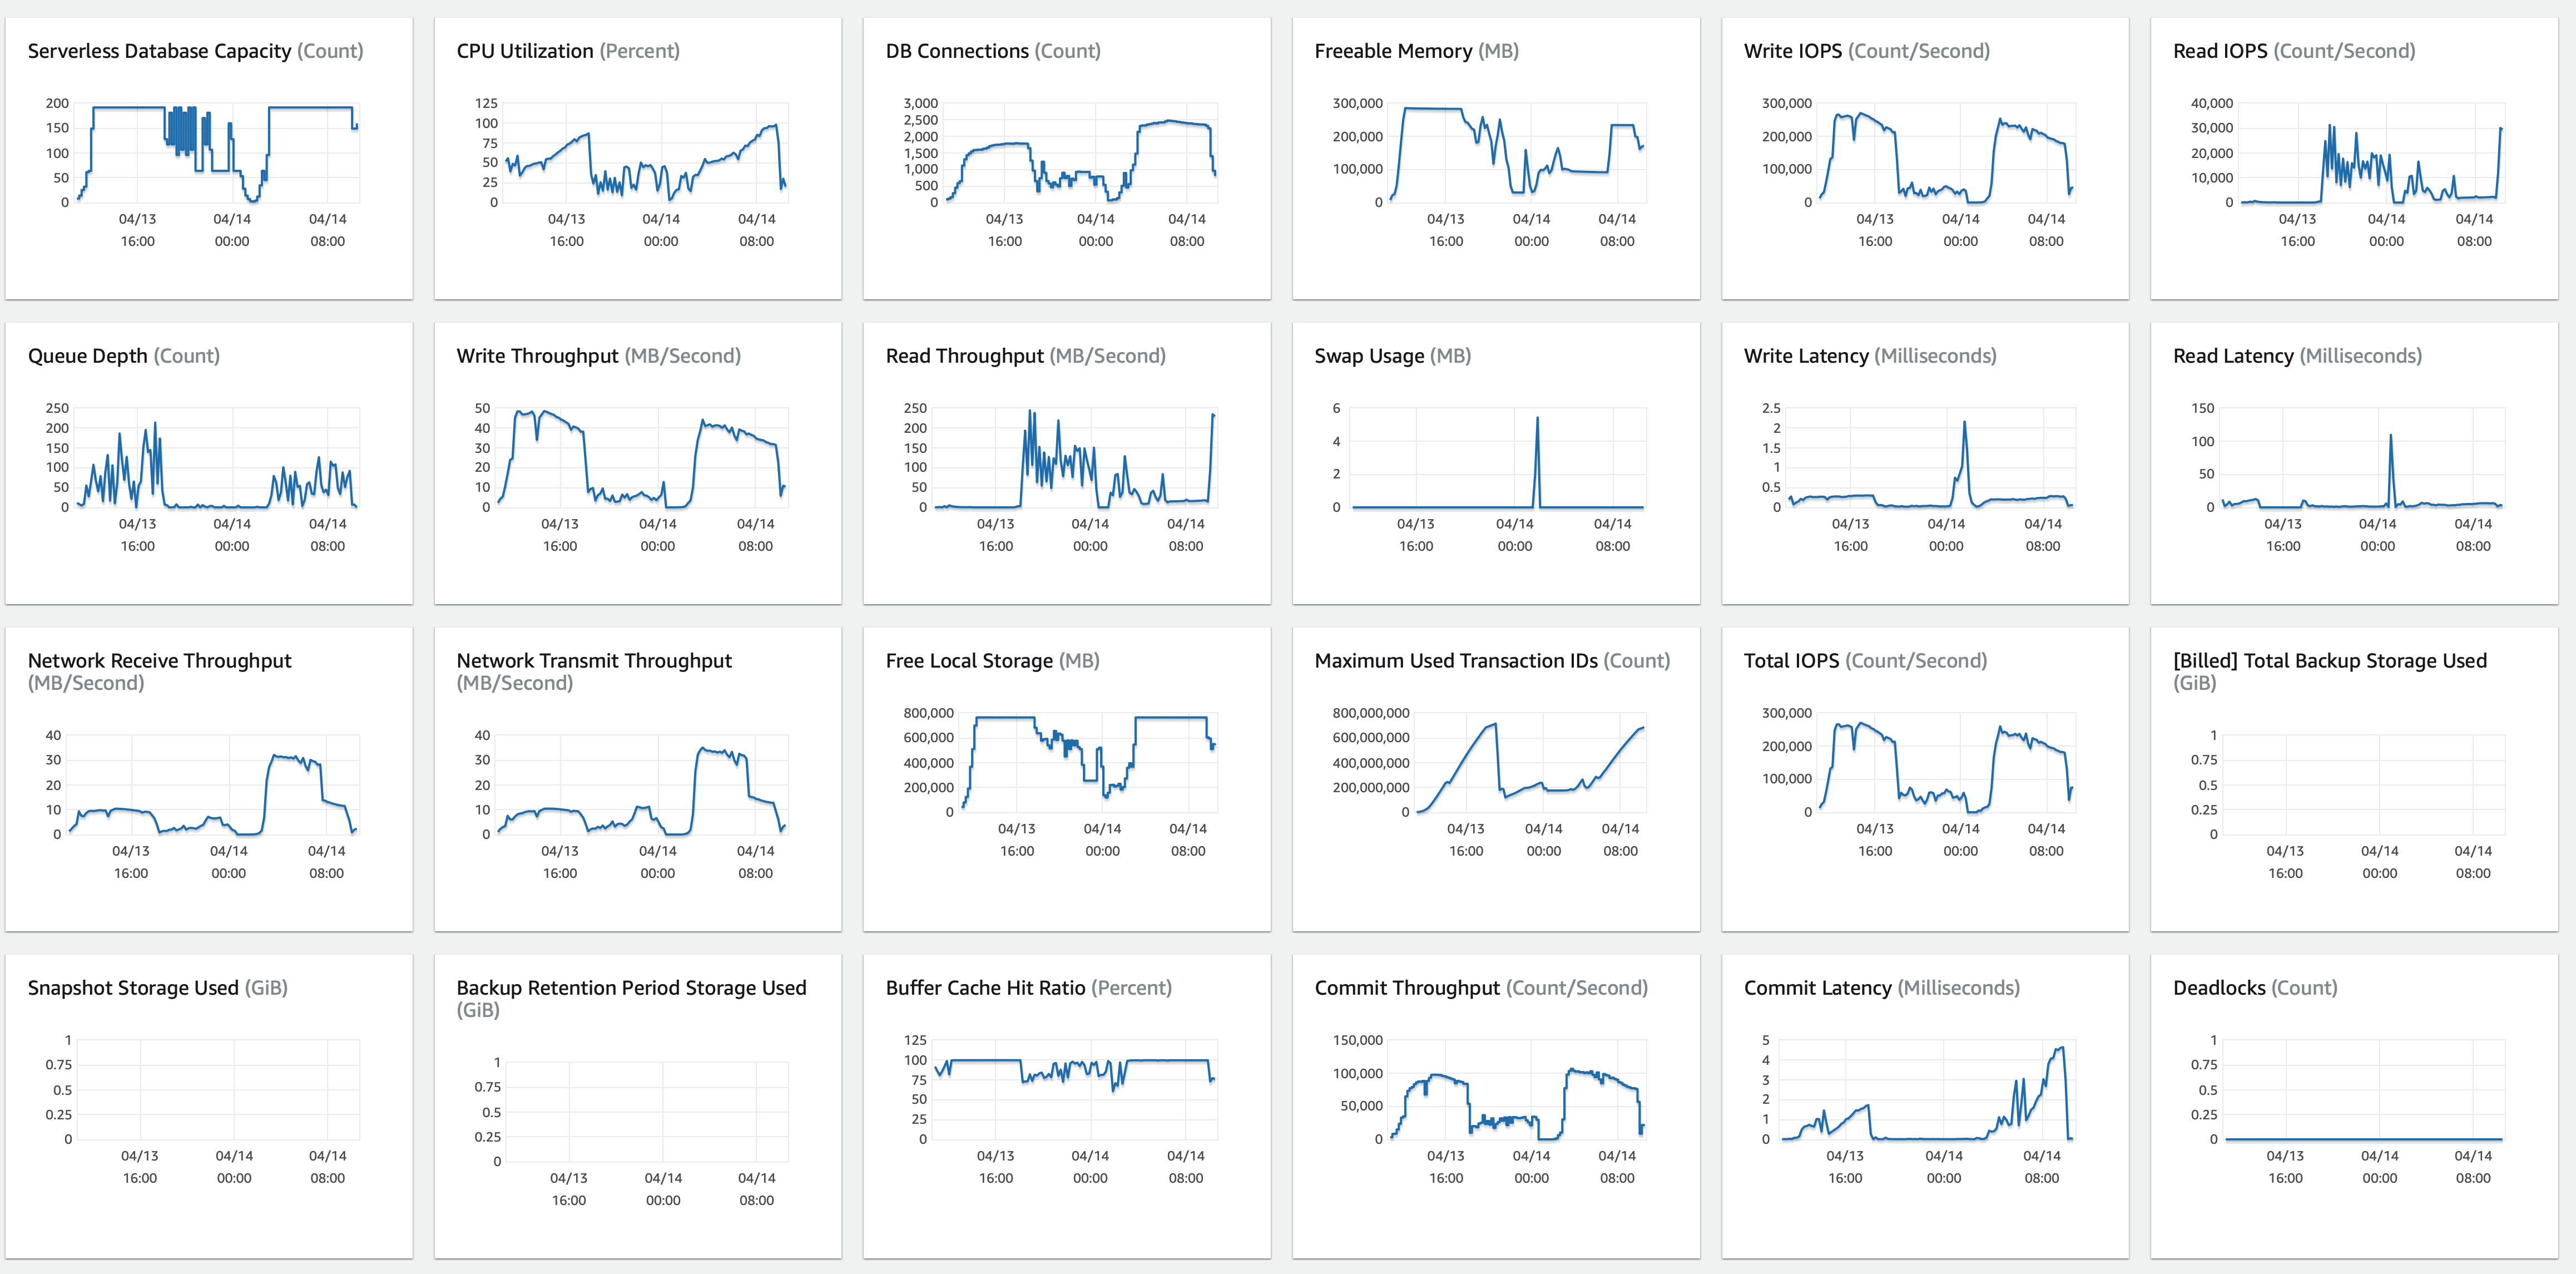 Serverless Database Capacity (Count)
200
150
100
50
0
04/13 04/14 04/14
16:00 00:00 08:00
CPU Utilization (Percent)
125
100
75
50
25
0
04/13 04/14 04/14
16:00 00:00 08:00
DB Connections (Count)
3,000
2,500
2,000
1,500
1,000
500
0
04/13 04/14 04/14
16:00 00:00 08:00
Freeable Memory (MB)
300,000
200,000
100,000
0
04/13 04/14 04/14
16:00 00:00 08:00
Write IOPS (Count/Second)
300,000
200,000
100,000
0
04/13 04/14 04/14
16:00 00:00 08:00
Read IOPS (Count/Second)
40,000
30,000
20,000
10,000
0
04/13 04/14 04/14
16:00 00:00 08:00
Queue Depth (Count)
250
200
150
100
50
0
04/13 04/14 04/14
16:00 00:00 08:00
Write Throughput (MB/Second)
50
40
30
20
10
0
04/13 04/14 04/14
16:00 00:00 08:00
Read Throughput (MB/Second)
250
200
150
100
50
0
04/13 04/14 04/14
16:00 00:00 08:00
Swap Usage (MB)
6
4
2
0
04/13 04/14 04/14
16:00 00:00 08:00
Write Latency (Milliseconds)
2.5
2
1.5
1
0.5
0
04/13 04/14 04/14
16:00 00:00 08:00
Read Latency (Milliseconds)
150
100
50
0
04/13 04/14 04/14
16:00 00:00 08:00
Network Receive Throughput
(MB/Second)
40
30
20
10
0
04/13 04/14 04/14
16:00 00:00 08:00
Network Transmit Throughput
(MB/Second)
40
30
20
10
0
04/13 04/14 04/14
16:00 00:00 08:00
Free Local Storage (MB)
800,000
600,000
400,000
200,000
0
04/13 04/14 04/14
16:00 00:00 08:00
Maximum Used Transaction IDs (Count)
800,000,000
600,000,000
400,000,000
200,000,000
0
04/13 04/14 04/14
16:00 00:00 08:00
Total IOPS (Count/Second)
300,000
200,000
100,000
0
04/13 04/14 04/14
16:00 00:00 08:00
[Billed] Total Backup Storage Used
(GiB)
1
0.75
0.5
0.25
0
04/13 04/14 04/14
16:00 00:00 08:00
Snapshot Storage Used (GiB)
1
0.75
0.5
0.25
0
04/13 04/14 04/14
16:00 00:00 08:00
Backup Retention Period Storage Used
(GiB)
1
0.75
0.5
0.25
0
04/13 04/14 04/14
16:00 00:00 08:00
Buffer Cache Hit Ratio (Percent)
125
100
75
50
25
0
04/13 04/14 04/14
16:00 00:00 08:00
Commit Throughput (Count/Second)
150,000
100,000
50,000
0
04/13 04/14 04/14
16:00 00:00 08:00
Commit Latency (Milliseconds)
5
4
3
2
1
0
04/13 04/14 04/14
16:00 00:00 08:00
Deadlocks (Count)
1
0.75
0.5
0.25
0
04/13 04/14 04/14
16:00 00:00 08:00